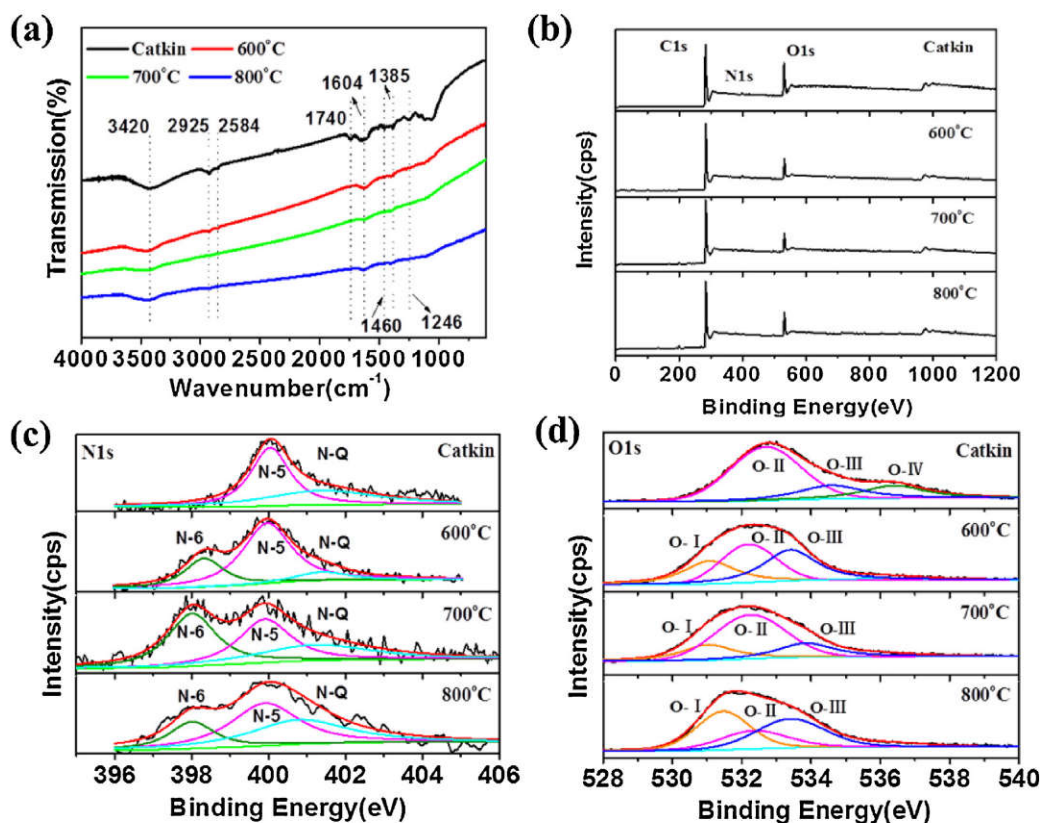 (a)
Catkin 600°C
700°C 800°C
3420 2925 2584 1740 1604 1385
1460 1246
Transmission(%)
4000 3500 3000 2500 2000 1500 1000
Wavenumber(cm⁻¹)
(b)
C1s N1s O1s Catkin
600°C
700°C
800°C
Intensity(cps)
0 200 400 600 800 1000 1200
Binding Energy(eV)
(c)
N1s N-5 N-Q Catkin
N-6 N-5 N-Q 600°C
N-6 N-5 N-Q 700°C
N-6 N-5 N-Q 800°C
Intensity(cps)
396 398 400 402 404 406
Binding Energy(eV)
(d)
O1s O-II O-III O-IV Catkin
O-I O-II O-III 600°C
O-I O-II O-III 700°C
O-I O-II O-III 800°C
Intensity(cps)
528 530 532 534 536 538 540
Binding Energy(eV)